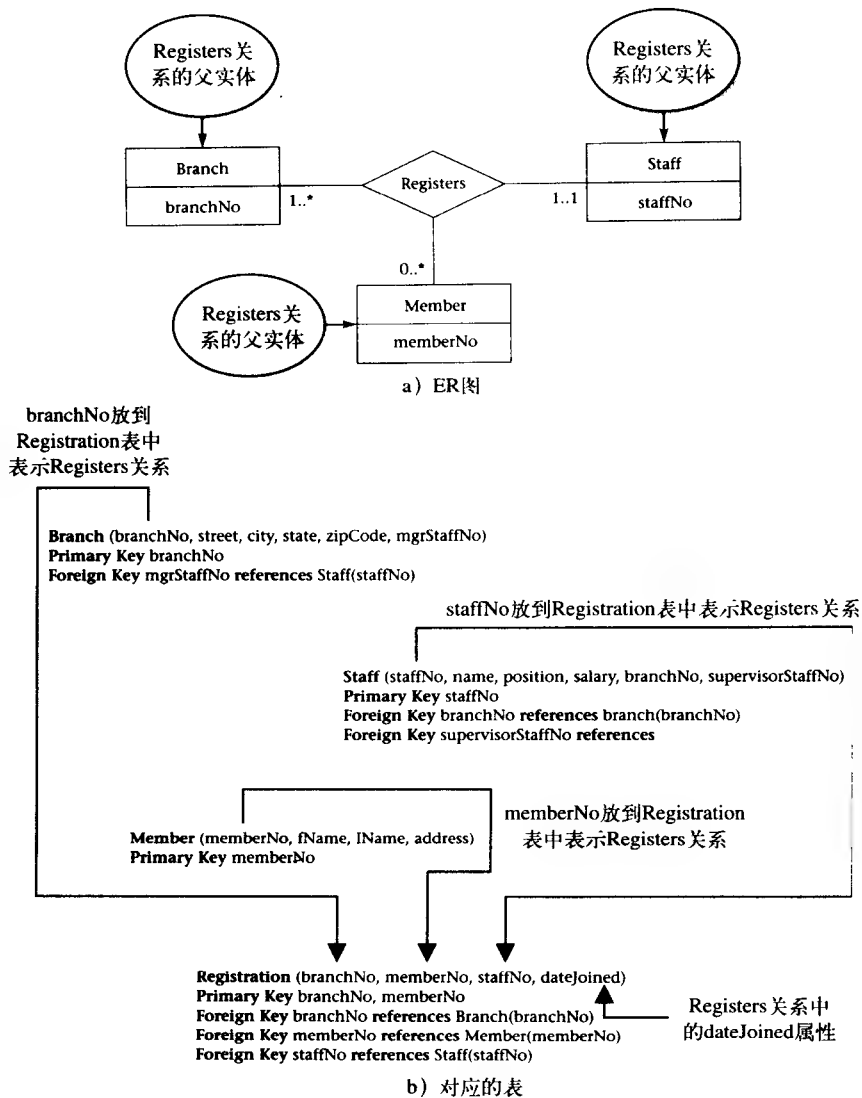 Registers关
系的父实体
Registers关
系的父实体
Branch
branchNo
1..*
Registers
1..1
Staff
staffNo
0..*
Registers关
系的父实体
Member
memberNo
a）ER图
branchNo放到
Registration表中
表示Registers关系
Branch (branchNo, street, city, state, zipCode, mgrStaffNo)
Primary Key branchNo
Foreign Key mgrStaffNo references Staff(staffNo)
staffNo放到Registration表中表示Registers关系
Staff (staffNo, name, position, salary, branchNo, supervisorStaffNo)
Primary Key staffNo
Foreign Key branchNo references branch(branchNo)
Foreign Key supervisorStaffNo references
memberNo放到Registration
表中表示Registers关系
Member (memberNo, fName, lName, address)
Primary Key memberNo
Registration (branchNo, memberNo, staffNo, dateJoined)
Primary Key branchNo, memberNo
Foreign Key branchNo references Branch(branchNo)
Foreign Key memberNo references Member(memberNo)
Foreign Key staffNo references Staff(staffNo)
Registers关系中
的dateJoined属性
b）对应的表